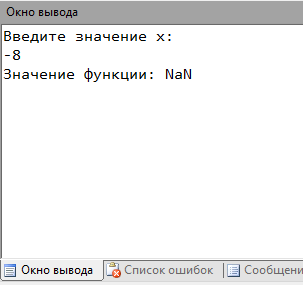 Окно вывода
Введите значение x:
-8
Значение функции: NaN
Окно вывода
Список ошибок
Сообщени